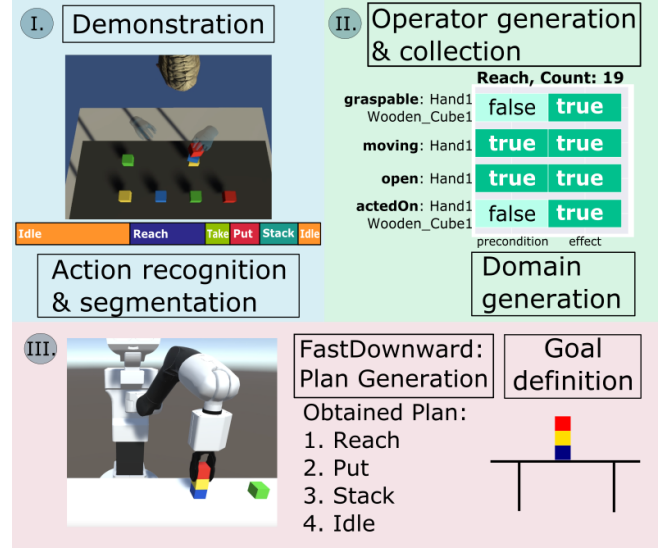 I.
Demonstration
Idle Reach Take Put Stack Idle
Action recognition
& segmentation
II.
Operator generation
& collection
Reach, Count: 19
graspable: Hand1
Wooden_Cube1
false true
moving: Hand1 true true
open: Hand1 true true
actedOn: Hand1
Wooden_Cube1
false true
precondition effect
Domain
generation
III.
FastDownward:
Plan Generation
Obtained Plan:
1. Reach
2. Put
3. Stack
4. Idle
Goal
definition